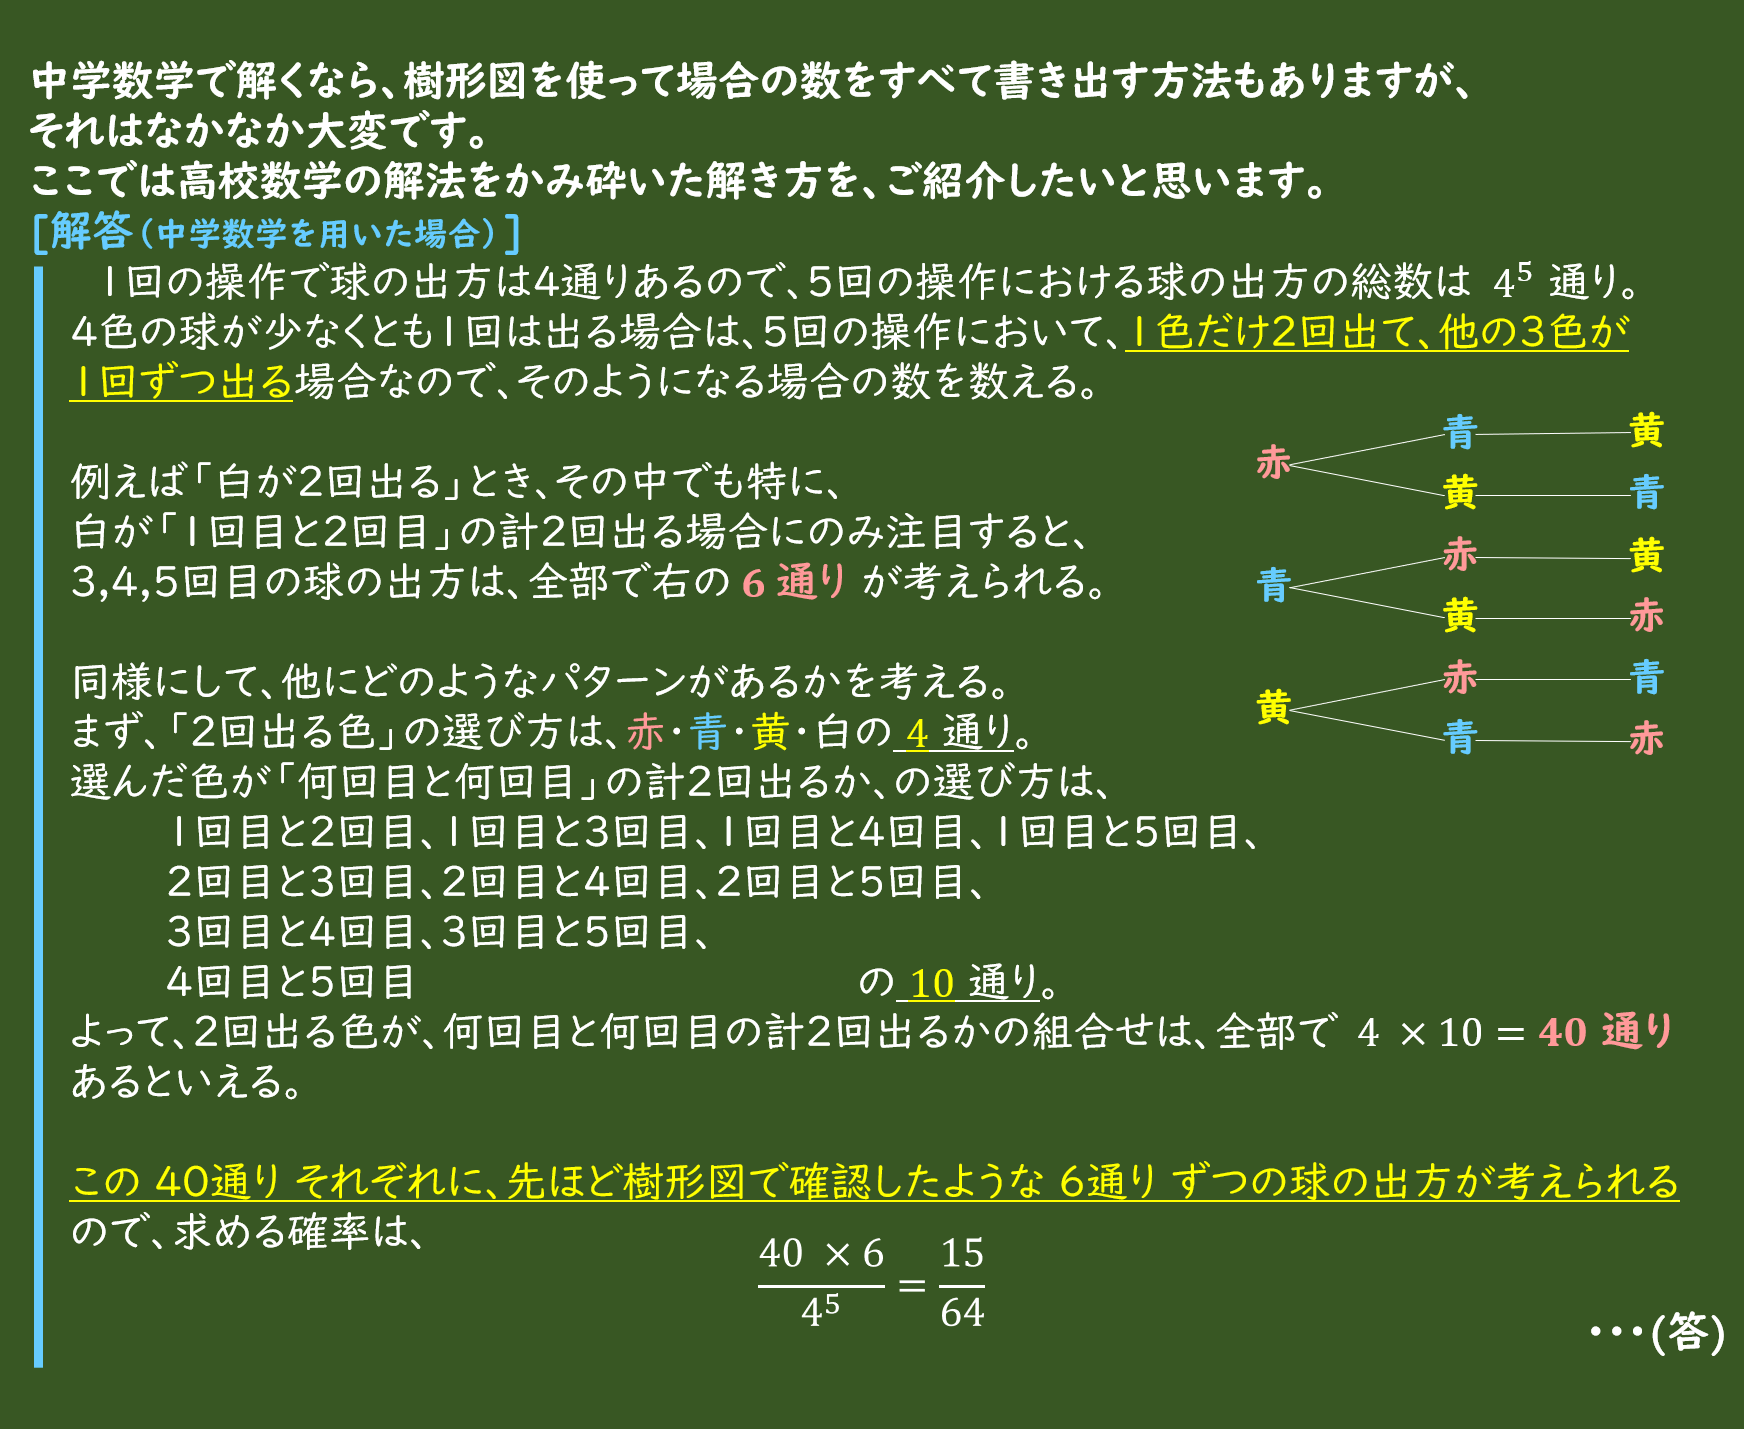 中学数学で解くなら、樹形図を使って場合の数をすべて書き出す方法もありますが、
それはなかなか大変です。
ここでは高校数学の解法をかみ砕いた解き方を、ご紹介したいと思います。
[解答（中学数学を用いた場合）]
1回の操作で球の出方は4通りあるので、5回の操作における球の出方の総数は 4⁵ 通り。
4色の球が少なくとも1回は出る場合は、5回の操作において、1色だけ2回出て、他の3色が
1回ずつ出る場合なので、そのようになる場合の数を数える。
例えば「白が2回出る」とき、その中でも特に、
白が「1回目と2回目」の計2回出る場合にのみ注目すると、
3,4,5回目の球の出方は、全部で右の 6 通り が考えられる。
赤 青 黄
黄 青
青 赤 黄
黄 赤
黄 赤 青
青 赤
同様にして、他にどのようなパターンがあるかを考える。
まず、「2回出る色」の選び方は、赤・青・黄・白の 4 通り。
選んだ色が「何回目と何回目」の計2回出るか、の選び方は、
1回目と2回目、1回目と3回目、1回目と4回目、1回目と5回目、
2回目と3回目、2回目と4回目、2回目と5回目、
3回目と4回目、3回目と5回目、
4回目と5回目 の 10 通り。
よって、2回出る色が、何回目と何回目の計2回出るかの組合せは、全部で 4 × 10 = 40 通り
あるといえる。
この 40通り それぞれに、先ほど樹形図で確認したような 6通り ずつの球の出方が考えられる
ので、求める確率は、
40 × 6 / 4⁵ = 15 / 64
･･･(答)